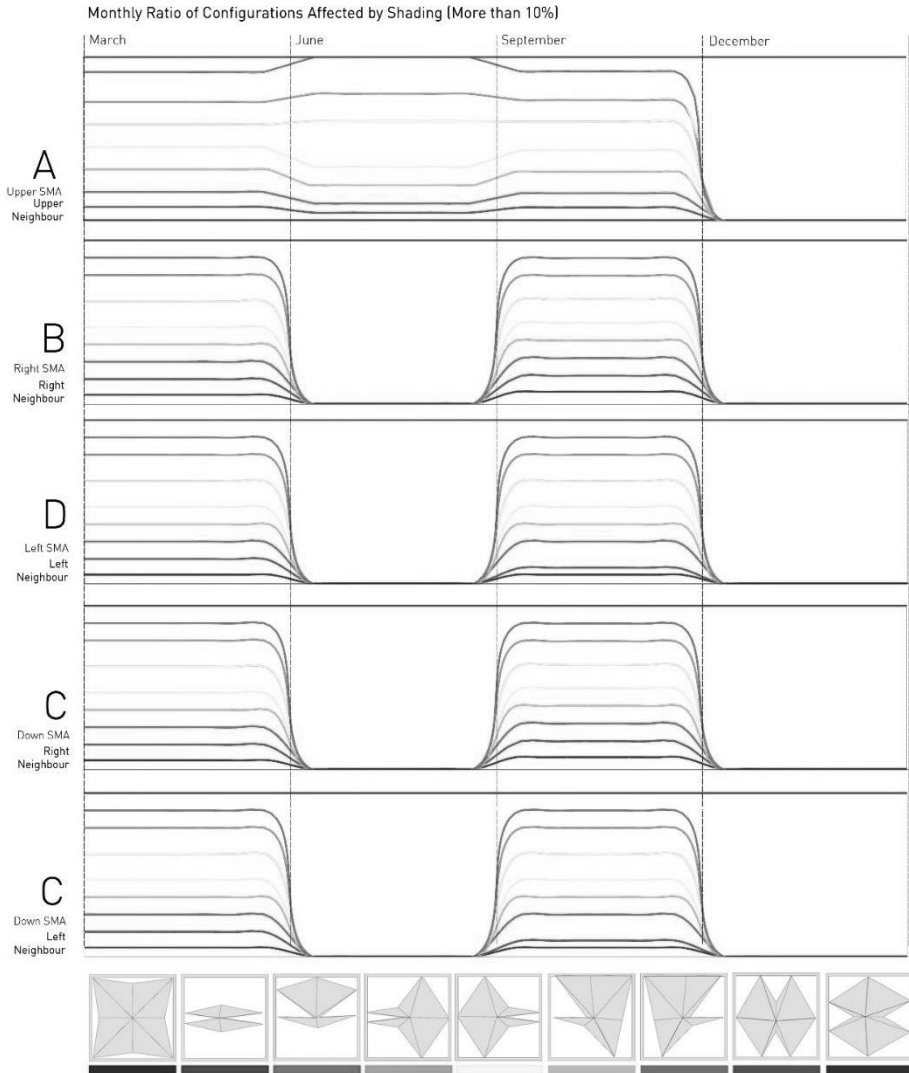 Monthly Ratio of Configurations Affected by Shading (More than 10%)
March June September December
A
Upper SMA
Upper
Neighbour
B
Right SMA
Right
Neighbour
D
Left SMA
Left
Neighbour
C
Down SMA
Right
Neighbour
C
Down SMA
Left
Neighbour